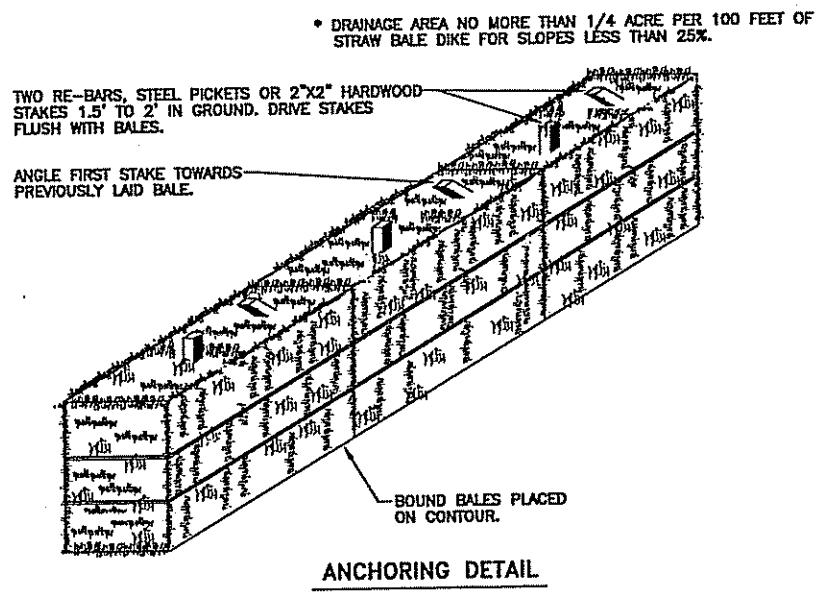 * DRAINAGE AREA NO MORE THAN 1/4 ACRE PER 100 FEET OF
STRAW BALE DIKE FOR SLOPES LESS THAN 25%.
TWO RE-BARS, STEEL PICKETS OR 2"X2" HARDWOOD
STAKES 1.5' TO 2' IN GROUND. DRIVE STAKES
FLUSH WITH BALES.
ANGLE FIRST STAKE TOWARDS
PREVIOUSLY LAID BALE.
BOUND BALES PLACED
ON CONTOUR.
ANCHORING DETAIL